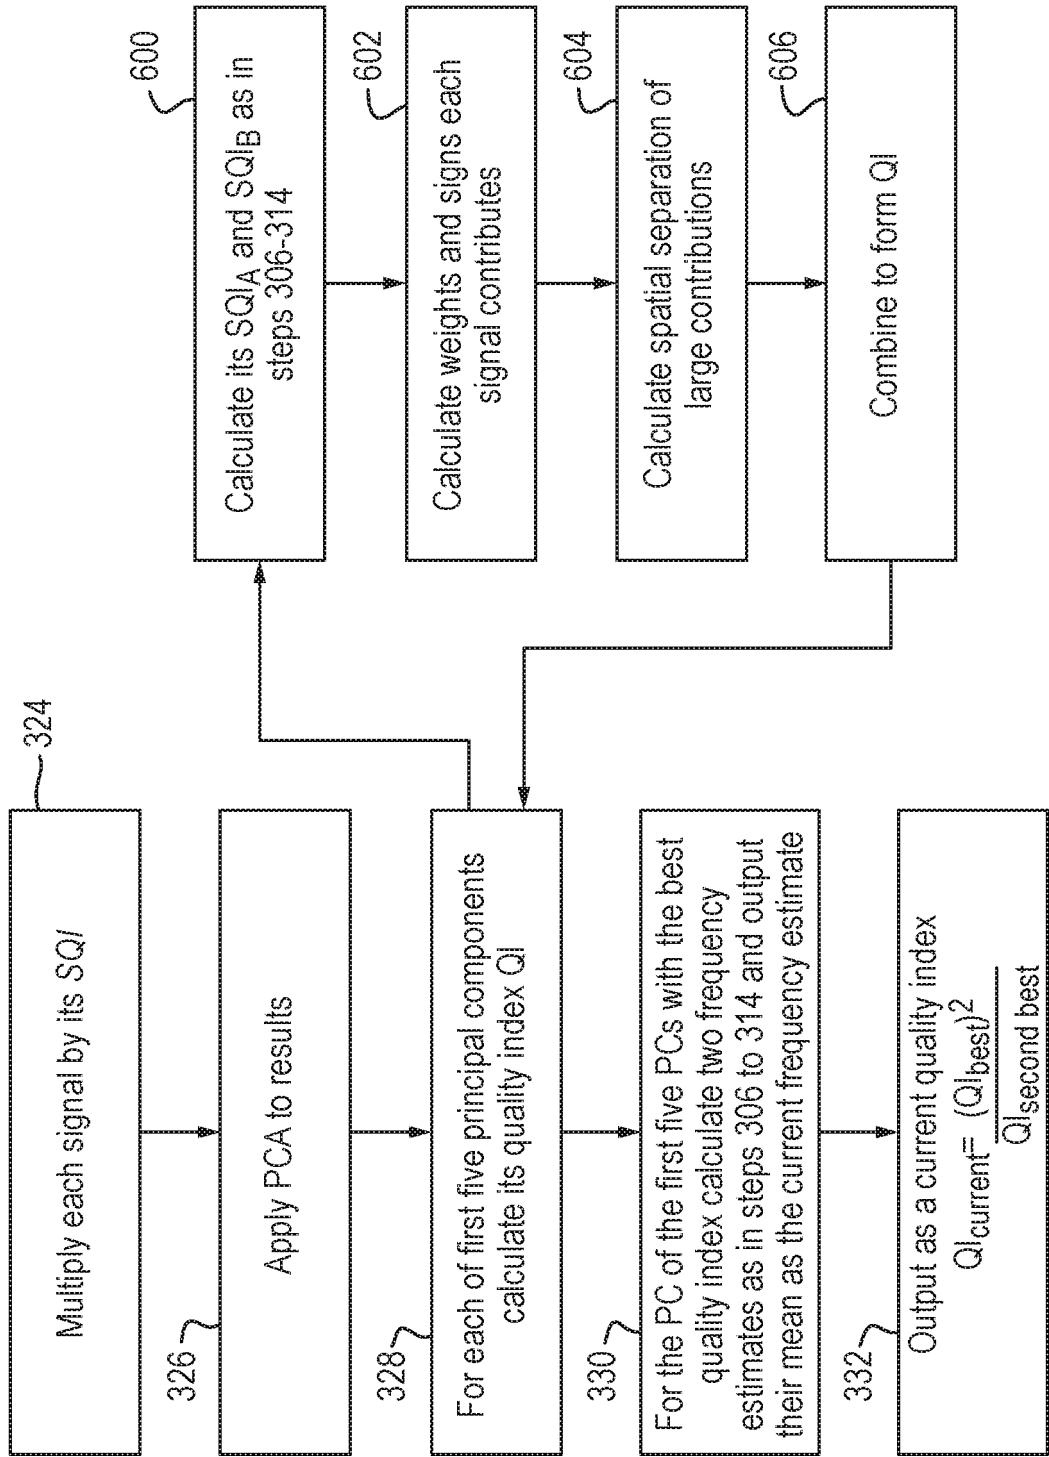 324
Multiply each signal by its SQI
326
Apply PCA to results
328
For each of first five principal components
calculate its quality index QI
330
For the PC of the first five PCs with the best
quality index calculate two frequency
estimates as in steps 306 to 314 and output
their mean as the current frequency estimate
332
Output as a current quality index
QIcurrent= (QIbest)2
QIsecond best
600
Calculate its SQIA and SQIB as in
steps 306-314
602
Calculate weights and signs each
signal contributes
604
Calculate spatial separation of
large contributions
606
Combine to form QI